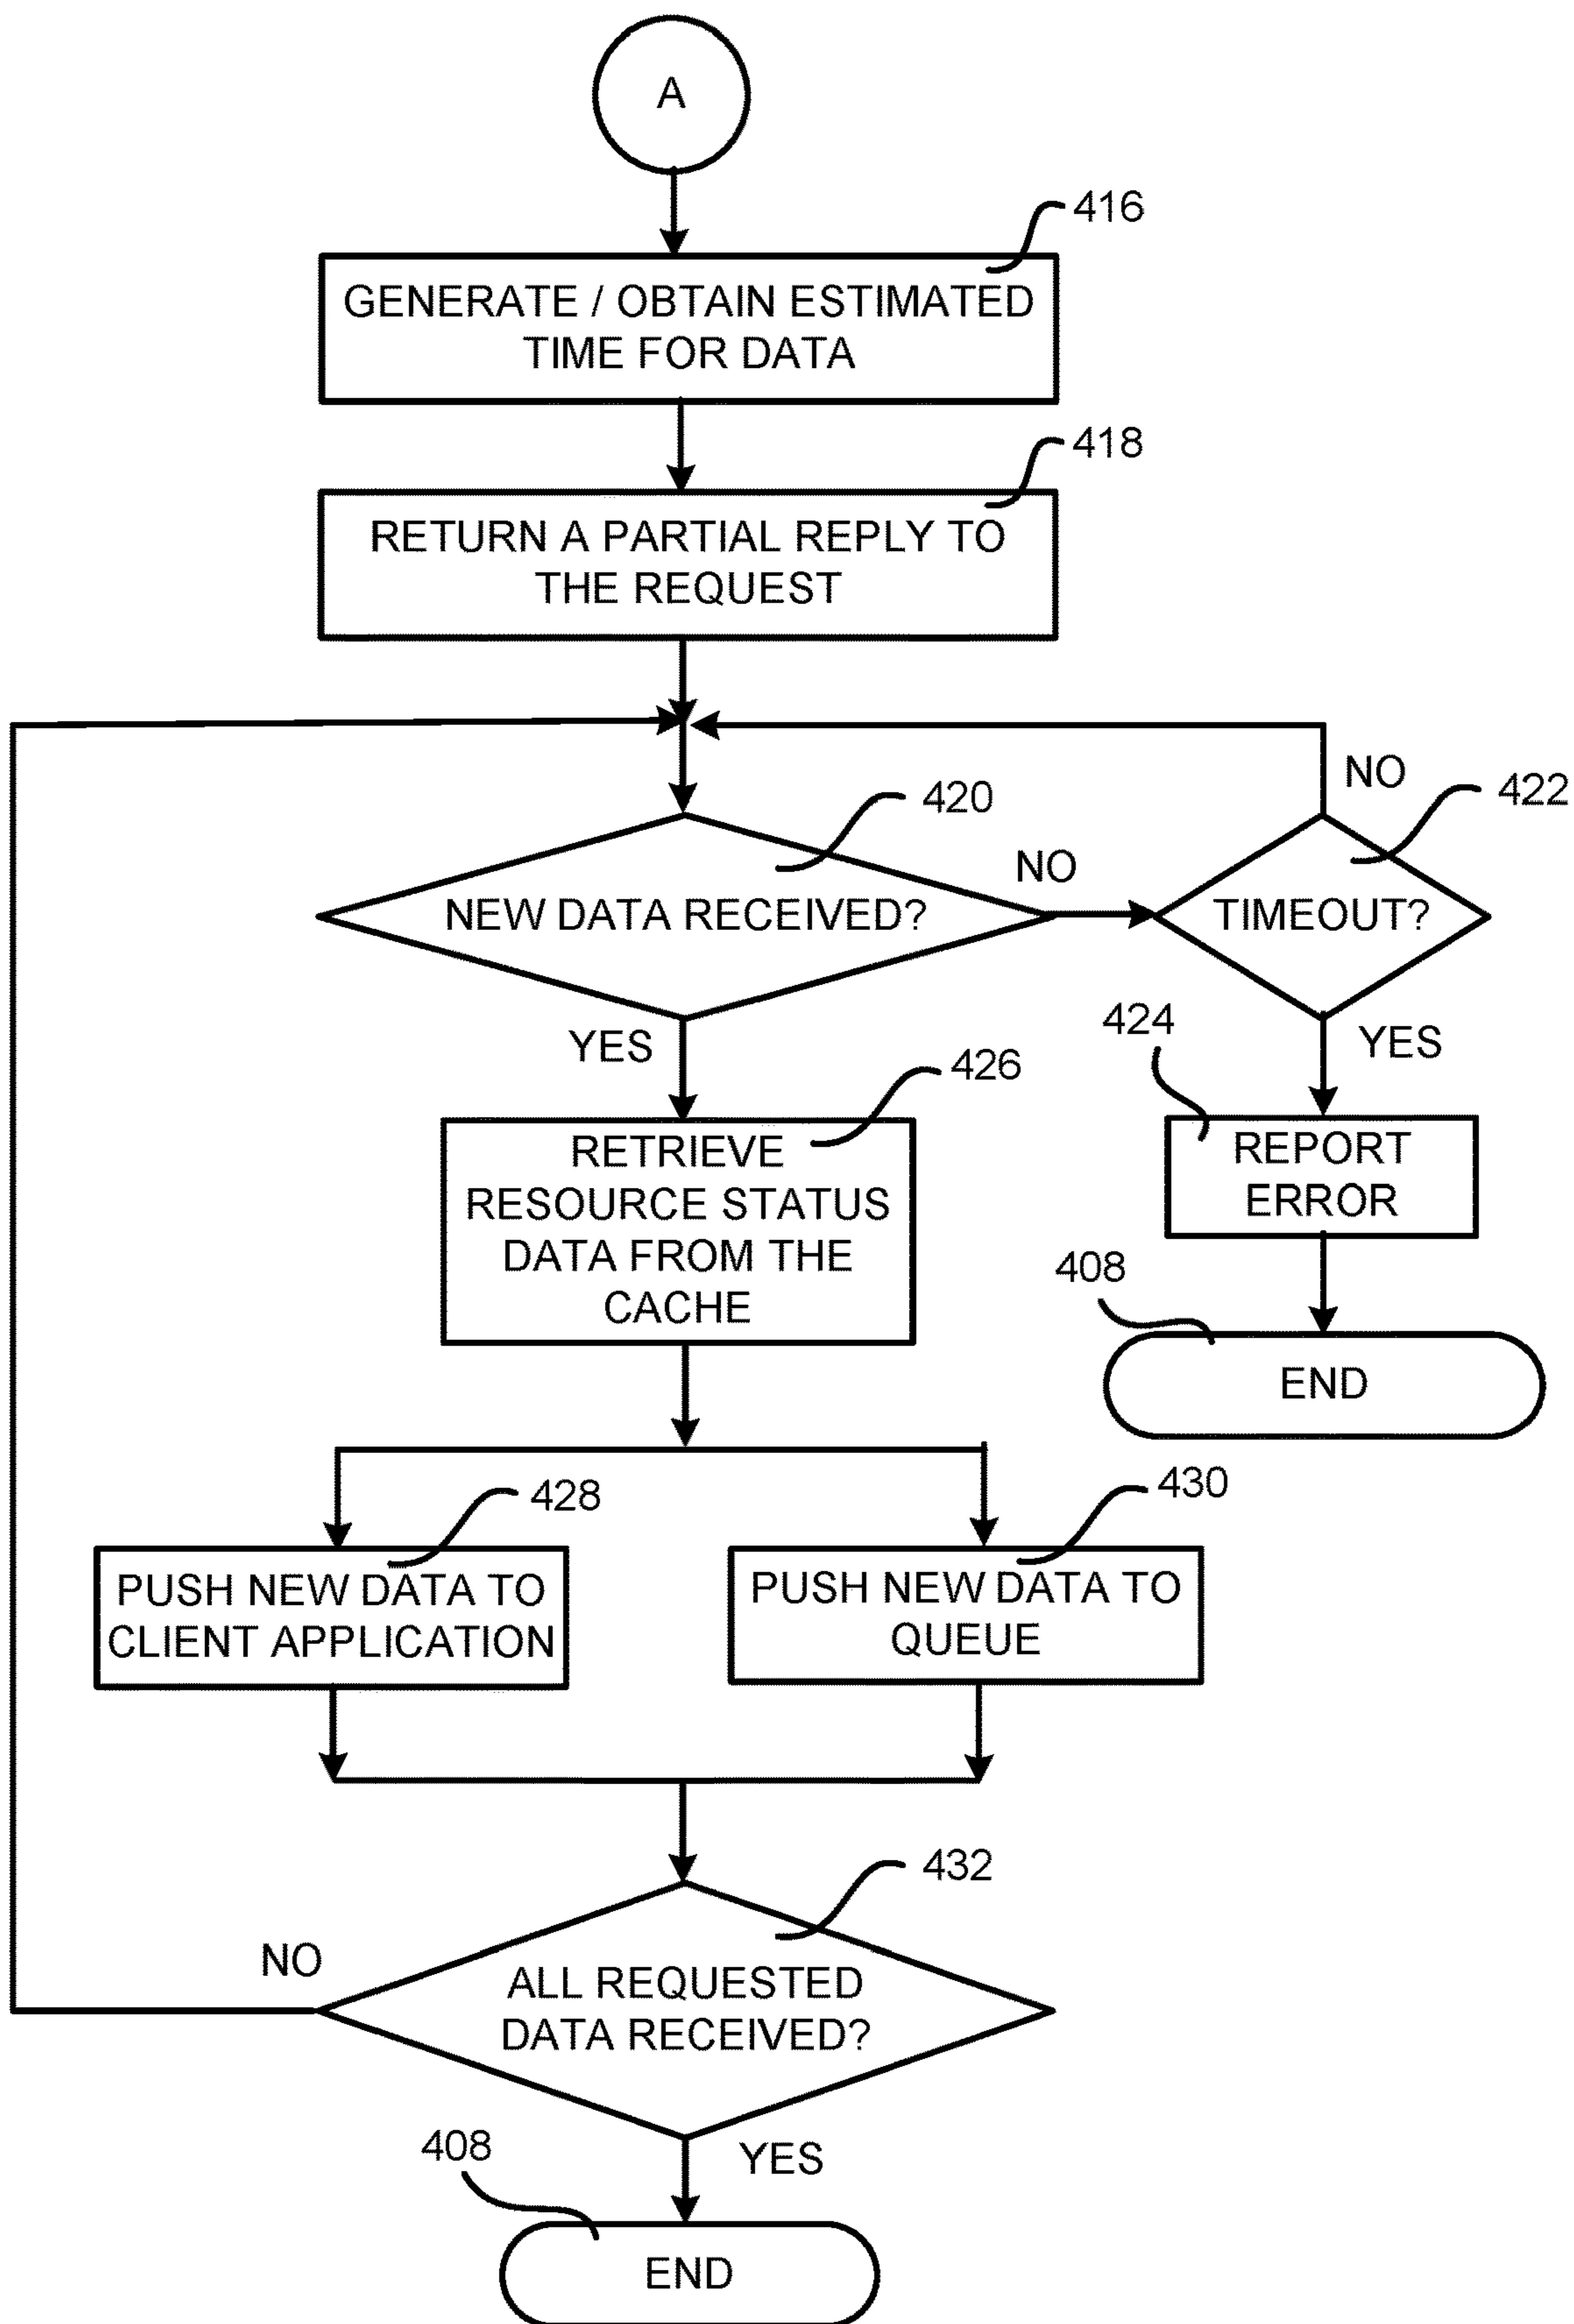 A
416
GENERATE / OBTAIN ESTIMATED
TIME FOR DATA
418
RETURN A PARTIAL REPLY TO
THE REQUEST
NO
422
420
NO
NEW DATA RECEIVED?
TIMEOUT?
YES
424
YES
426
RETRIEVE
RESOURCE STATUS
DATA FROM THE
CACHE
REPORT
ERROR
408
END
428
430
PUSH NEW DATA TO
CLIENT APPLICATION
PUSH NEW DATA TO
QUEUE
432
NO
ALL REQUESTED
DATA RECEIVED?
408
YES
END